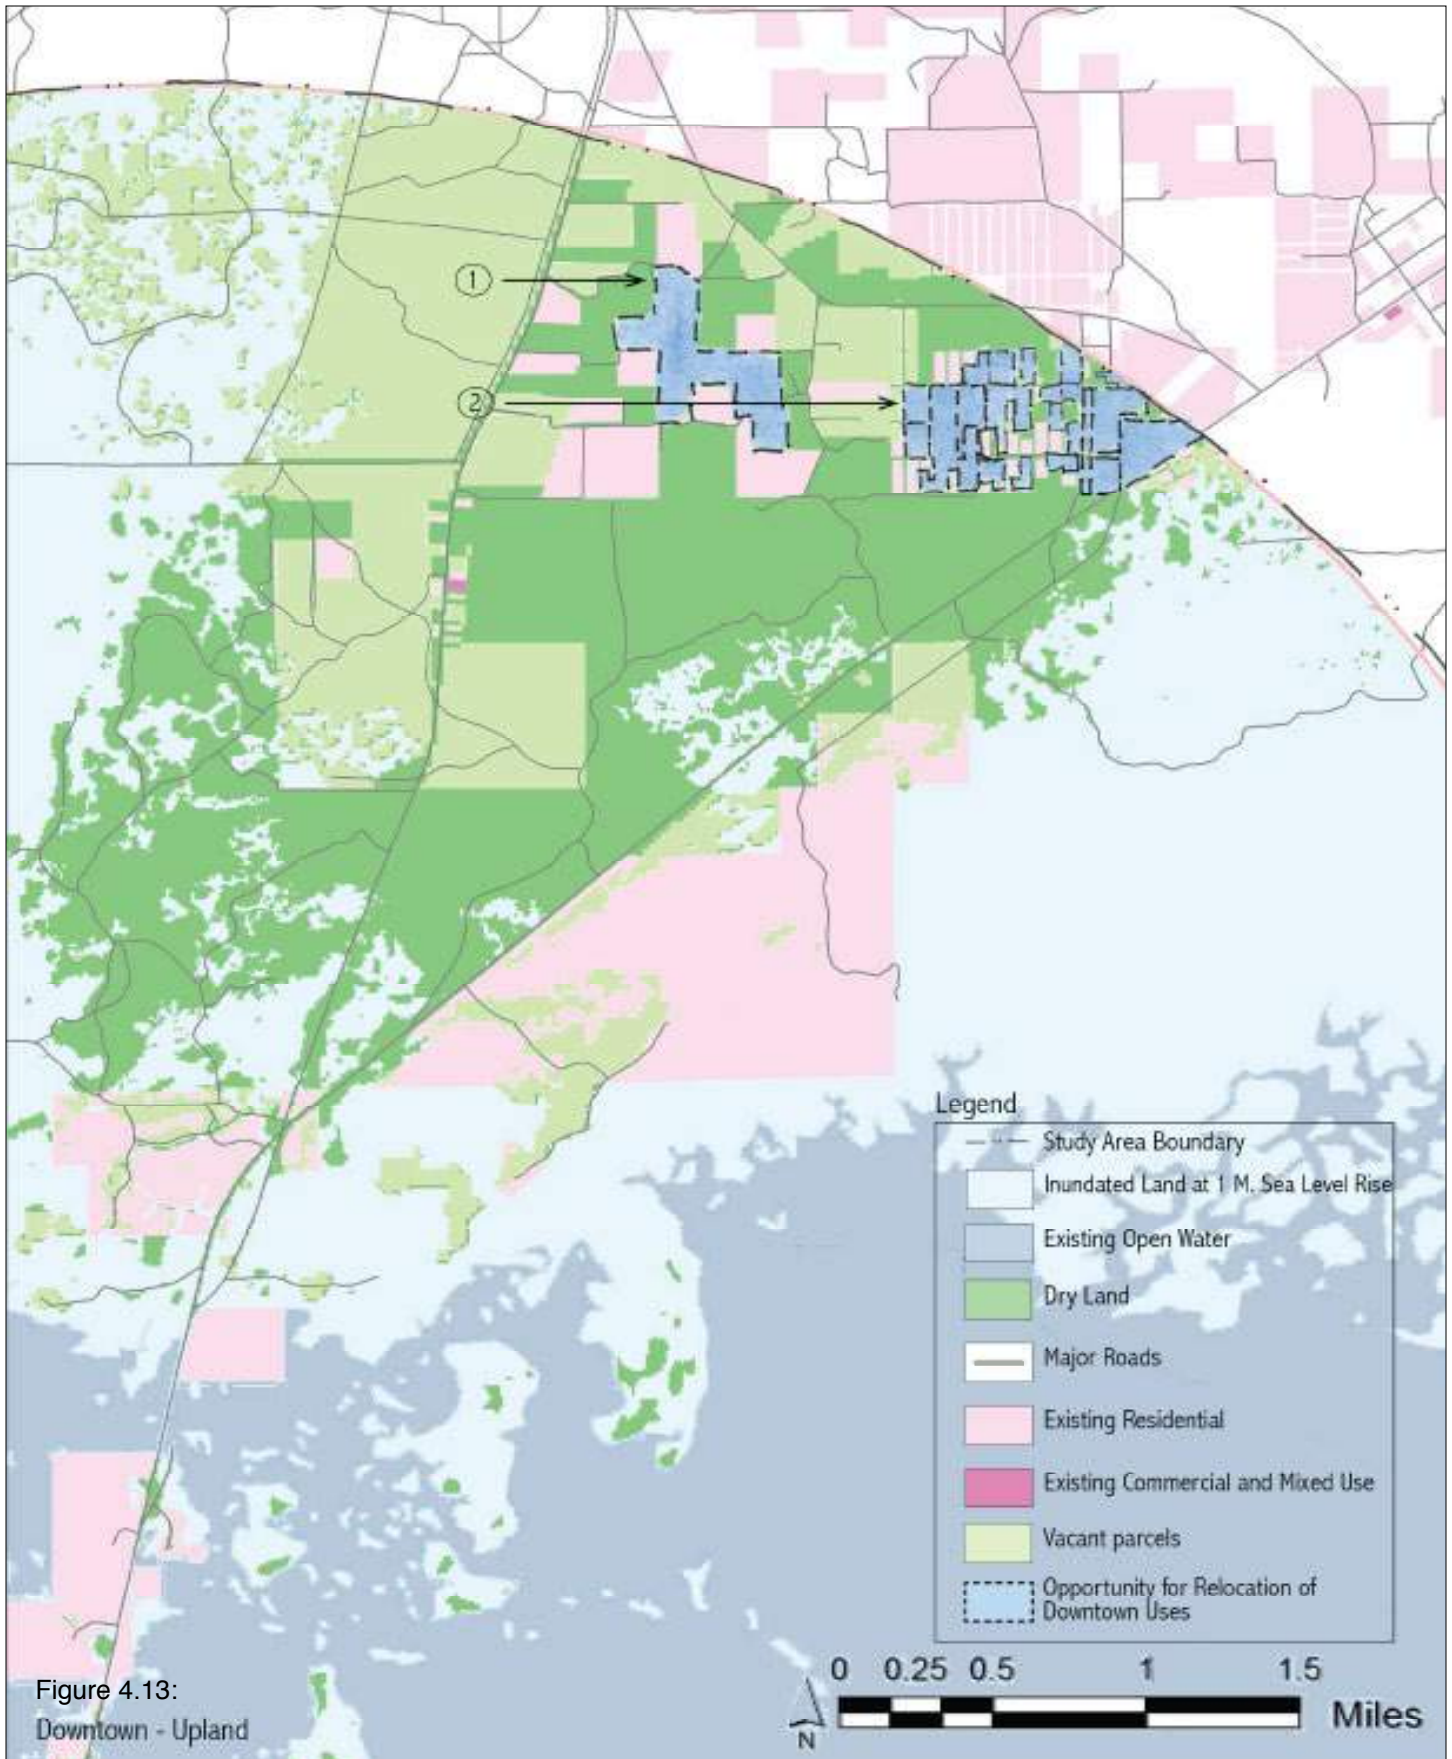 1
2
Legend
Study Area Boundary
Inundated Land at 1 M. Sea Level Rise
Existing Open Water
Dry Land
Major Roads
Existing Residential
Existing Commercial and Mixed Use
Vacant parcels
Opportunity for Relocation of
Downtown Uses
0 0.25 0.5 1 1.5
Miles
N
Figure 4.13:
Downtown - Upland